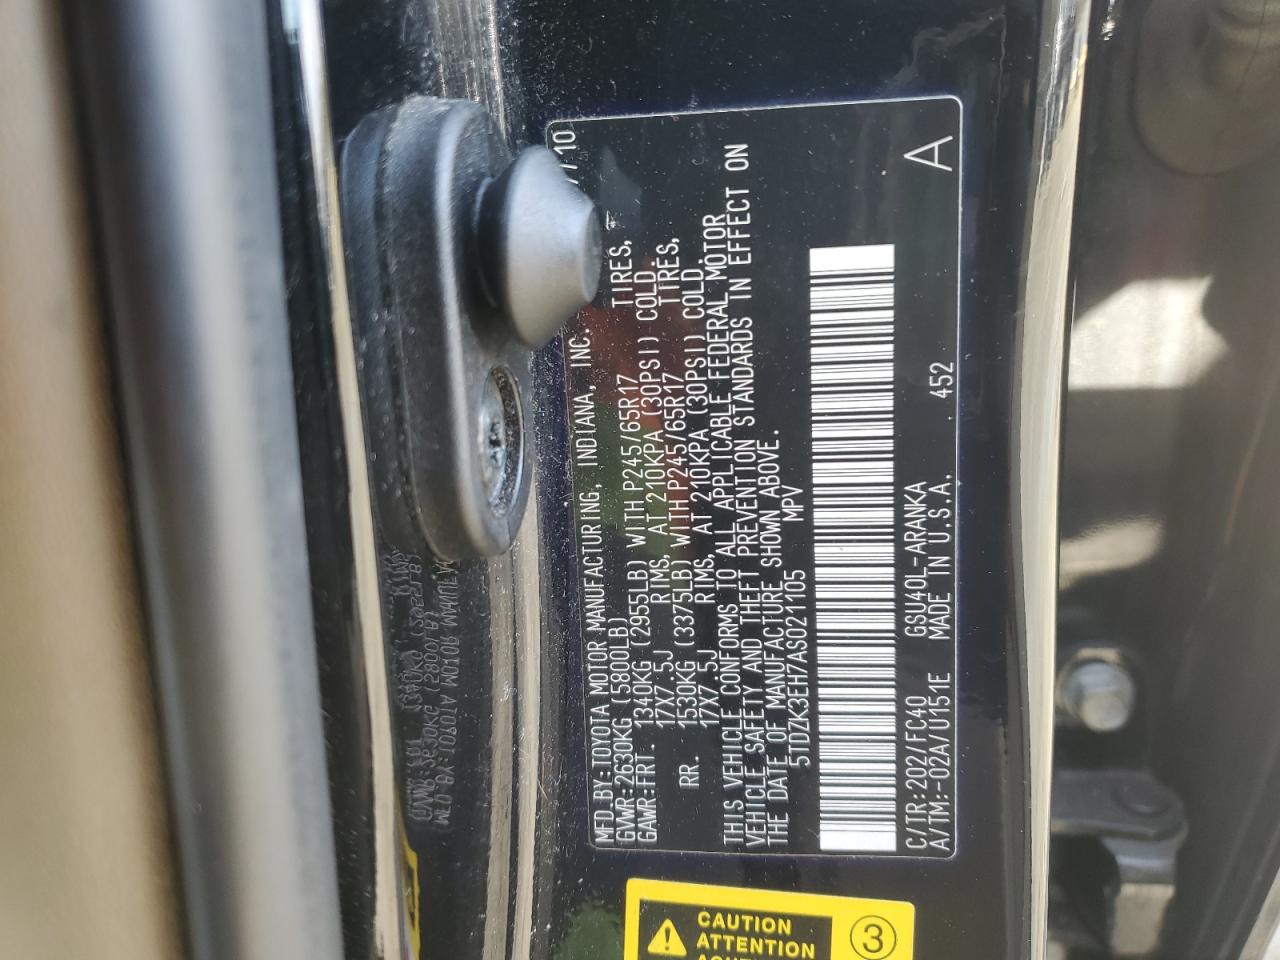 MFD.BY:TOYOTA MOTOR MANUFACTURING, INDIANA, INC. 7/10
GVWR:2630KG (5800LB)
GAWR:FRT. 1340KG (2955LB) WITH P245/65R17 TIRES,
17X7.5J RIMS, AT 210KPA (30PSI) COLD.
RR. 1530KG (3375LB) WITH P245/65R17 TIRES,
17X7.5J RIMS, AT 210KPA (30PSI) COLD.
THIS VEHICLE CONFORMS TO ALL APPLICABLE FEDERAL MOTOR
VEHICLE SAFETY AND THEFT PREVENTION STANDARDS IN EFFECT ON
THE DATE OF MANUFACTURE SHOWN ABOVE.
5TDZK3EH7AS021105 MPV
C/TR:202/FC40 GSU40L-ARANKA
A/TM:-02A/U151E MADE IN U.S.A. 452
A
CAUTION
ATTENTION
3